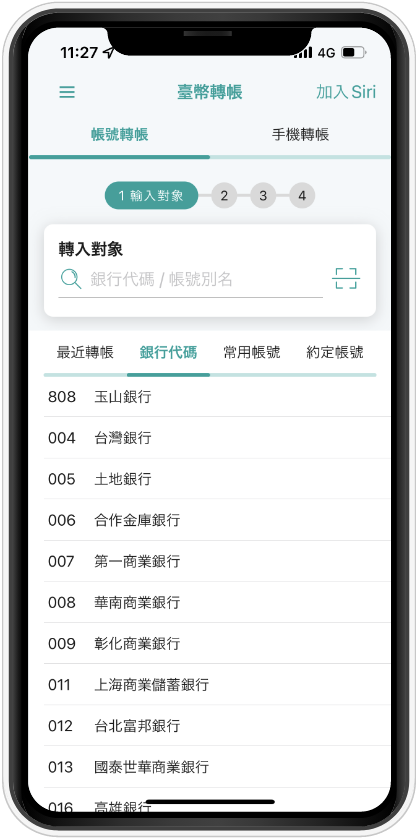 11:27 4G
臺幣轉帳 加入 Siri
帳號轉帳 手機轉帳
1 輸入對象 2 3 4
轉入對象
銀行代碼 / 帳號別名
最近轉帳 銀行代碼 常用帳號 約定帳號
808 玉山銀行
004 台灣銀行
005 土地銀行
006 合作金庫銀行
007 第一商業銀行
008 華南商業銀行
009 彰化商業銀行
011 上海商業儲蓄銀行
012 台北富邦銀行
013 國泰世華商業銀行
016 高雄銀行